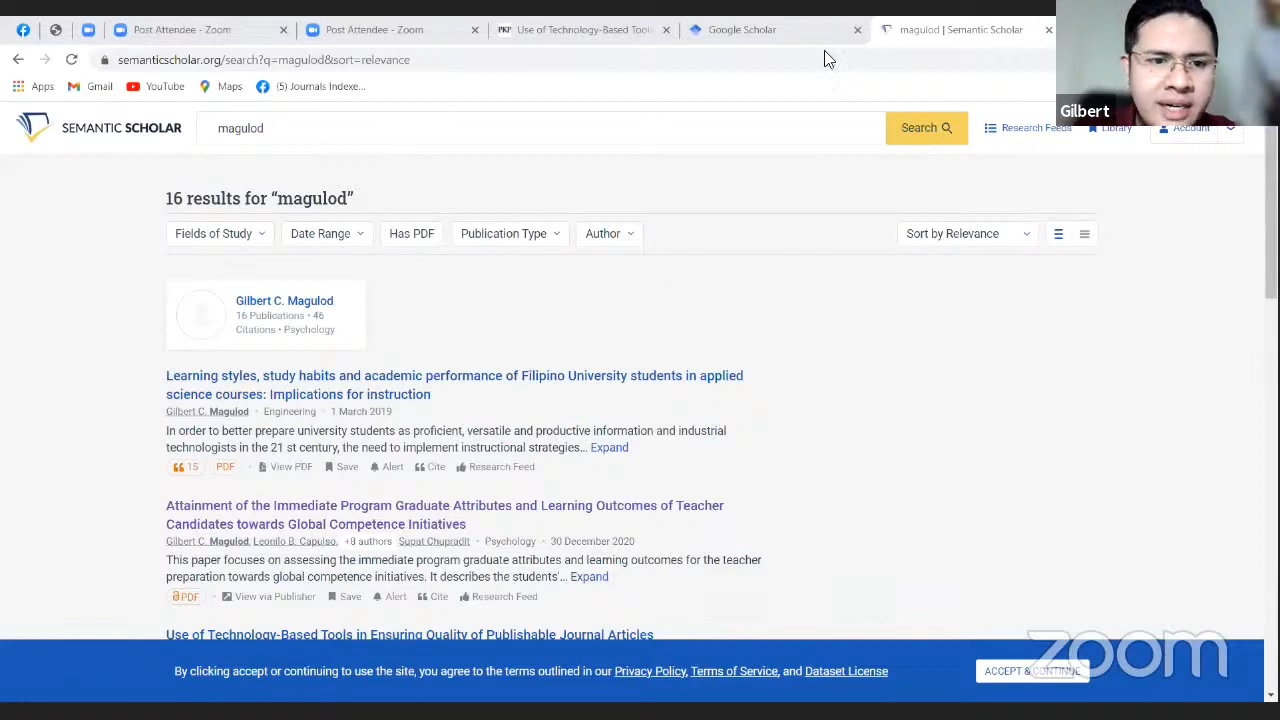 Post Attendee - Zoom
Post Attendee - Zoom
PKP Use of Technology-Based Tools
Google Scholar
magulod | Semantic Scholar
semanticscholar.org/search?q=magulod&sort=relevance
Apps
Gmail
YouTube
Maps
(5) Journals Indexe...
Gilbert
SEMANTIC SCHOLAR
magulod
Search
Research Feeds
Library
Account
16 results for “magulod”
Fields of Study
Date Range
Has PDF
Publication Type
Author
Sort by Relevance
Gilbert C. Magulod
16 Publications • 46
Citations • Psychology
Learning styles, study habits and academic performance of Filipino University students in applied
science courses: Implications for instruction
Gilbert C. Magulod • Engineering • 1 March 2019
In order to better prepare university students as proficient, versatile and productive information and industrial
technologists in the 21 st century, the need to implement instructional strategies... Expand
15 PDF • View PDF Save Alert Cite Research Feed
Attainment of the Immediate Program Graduate Attributes and Learning Outcomes of Teacher
Candidates towards Global Competence Initiatives
Gilbert C. Magulod, Leonilo B. Capulso, +8 authors Supat Chupradit • Psychology • 30 December 2020
This paper focuses on assessing the immediate program graduate attributes and learning outcomes for the teacher
preparation towards global competence initiatives. It describes the students'... Expand
PDF • View via Publisher Save Alert Cite Research Feed
Use of Technology-Based Tools in Ensuring Quality of Publishable Journal Articles
By clicking accept or continuing to use the site, you agree to the terms outlined in our Privacy Policy, Terms of Service, and Dataset License
ACCEPT & CONTINUE
zoom